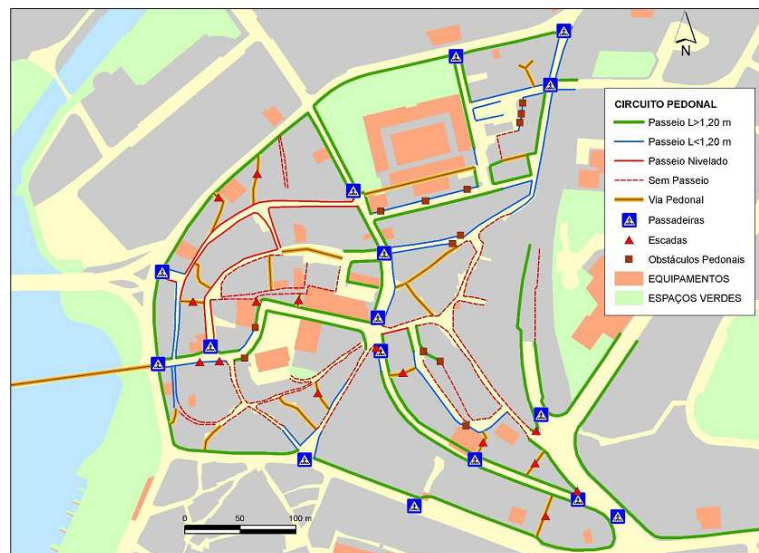 N
CIRCUITO PEDONAL
Passeio L>1,20 m
Passeio L<1,20 m
Passeio Nivelado
Sem Passeio
Via Pedonal
Passadeiras
Escadas
Obstáculos Pedonais
EQUIPAMENTOS
ESPAÇOS VERDES
0 50 100 m